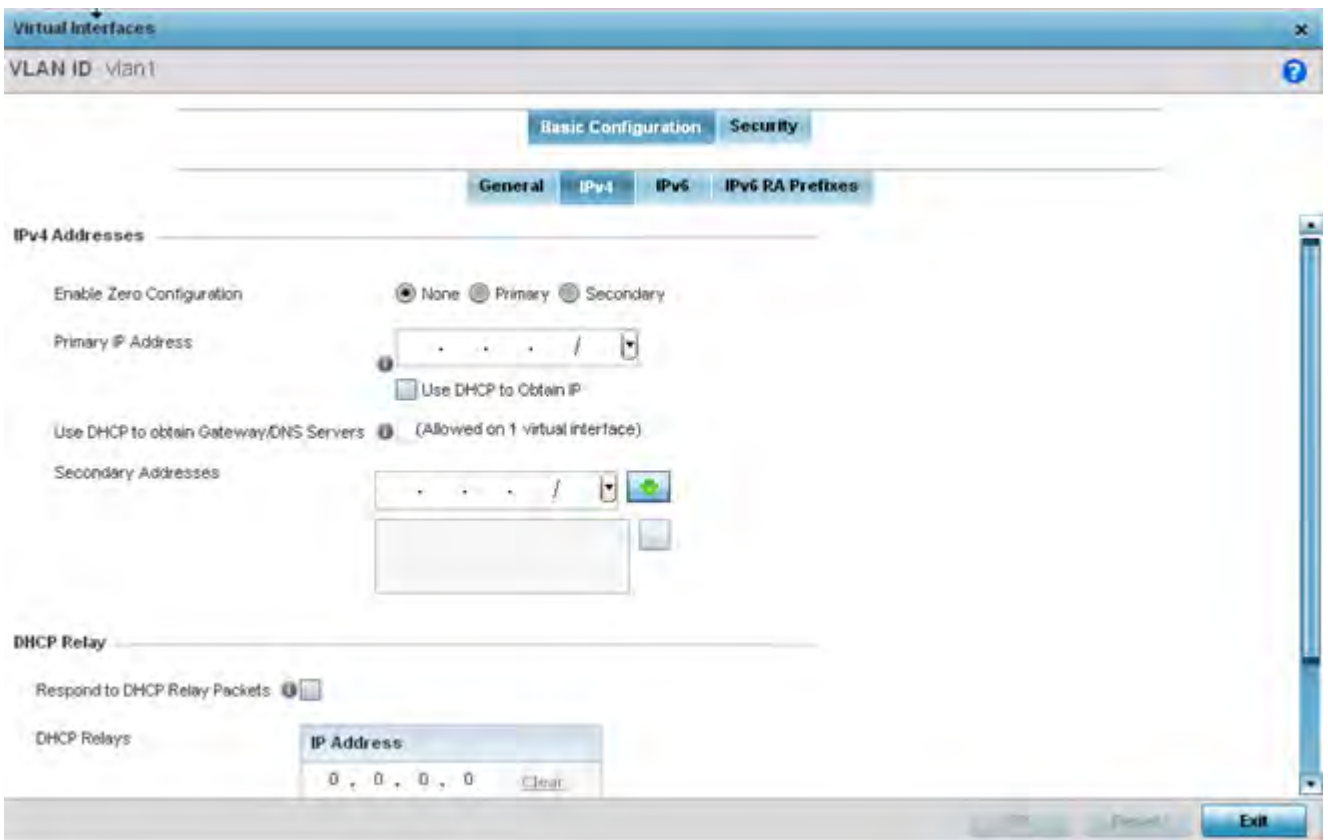 Virtual Interfaces
VLAN ID vlan1
Basic Configuration Security
General IPv4 IPv6 IPv6 RA Prefixes
IPv4 Addresses
Enable Zero Configuration None Primary Secondary
Primary IP Address . . . /
Use DHCP to Obtain IP
Use DHCP to obtain Gateway/DNS Servers (Allowed on 1 virtual interface)
Secondary Addresses . . . /
DHCP Relay
Respond to DHCP Relay Packets
DHCP Relays
IP Address
0 . 0 . 0 . 0 Clear
Exit